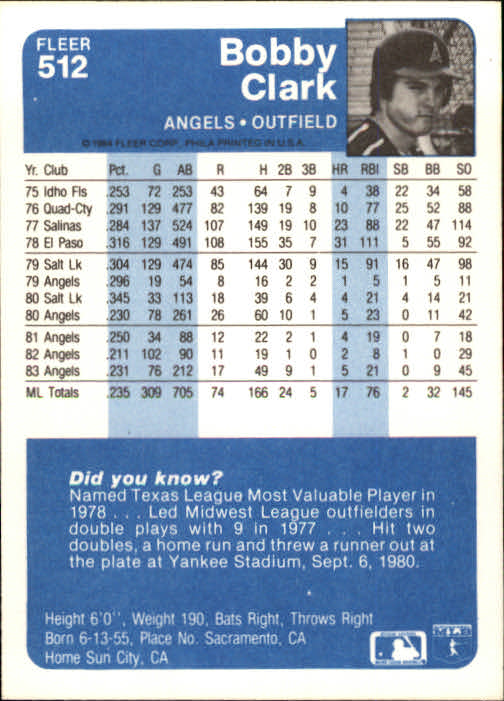 FLEER
512
Bobby
Clark
ANGELS • OUTFIELD
© 1984 FLEER CORP. PHILA PRINTED IN U.S.A.
Yr. Club Pct. G AB R H 2B 3B HR RBI SB BB SO
75 Idho Fls .253 72 253 43 64 7 9 4 38 22 34 58
76 Quad-Cty .291 129 477 82 139 19 8 10 77 25 52 88
77 Salinas .284 137 524 107 149 19 10 23 88 22 47 114
78 El Paso .316 129 491 108 155 35 7 31 111 5 55 92
79 Salt Lk .304 129 474 85 144 30 9 15 91 16 47 98
79 Angels .296 19 54 8 16 2 2 1 5 1 5 11
80 Salt Lk .345 33 113 18 39 6 4 4 21 4 14 21
80 Angels .230 78 261 26 60 10 1 5 23 0 11 42
81 Angels .250 34 88 12 22 2 1 4 19 0 7 18
82 Angels .211 102 90 11 19 1 0 2 8 1 0 29
83 Angels .231 76 212 17 49 9 1 5 21 0 9 45
ML Totals .235 309 705 74 166 24 5 17 76 2 32 145
Did you know?
Named Texas League Most Valuable Player in
1978 . . . Led Midwest League outfielders in
double plays with 9 in 1977 . . . Hit two
doubles, a home run and threw a runner out at
the plate at Yankee Stadium, Sept. 6, 1980.
Height 6'0", Weight 190, Bats Right, Throws Right
Born 6-13-55, Place No. Sacramento, CA
Home Sun City, CA